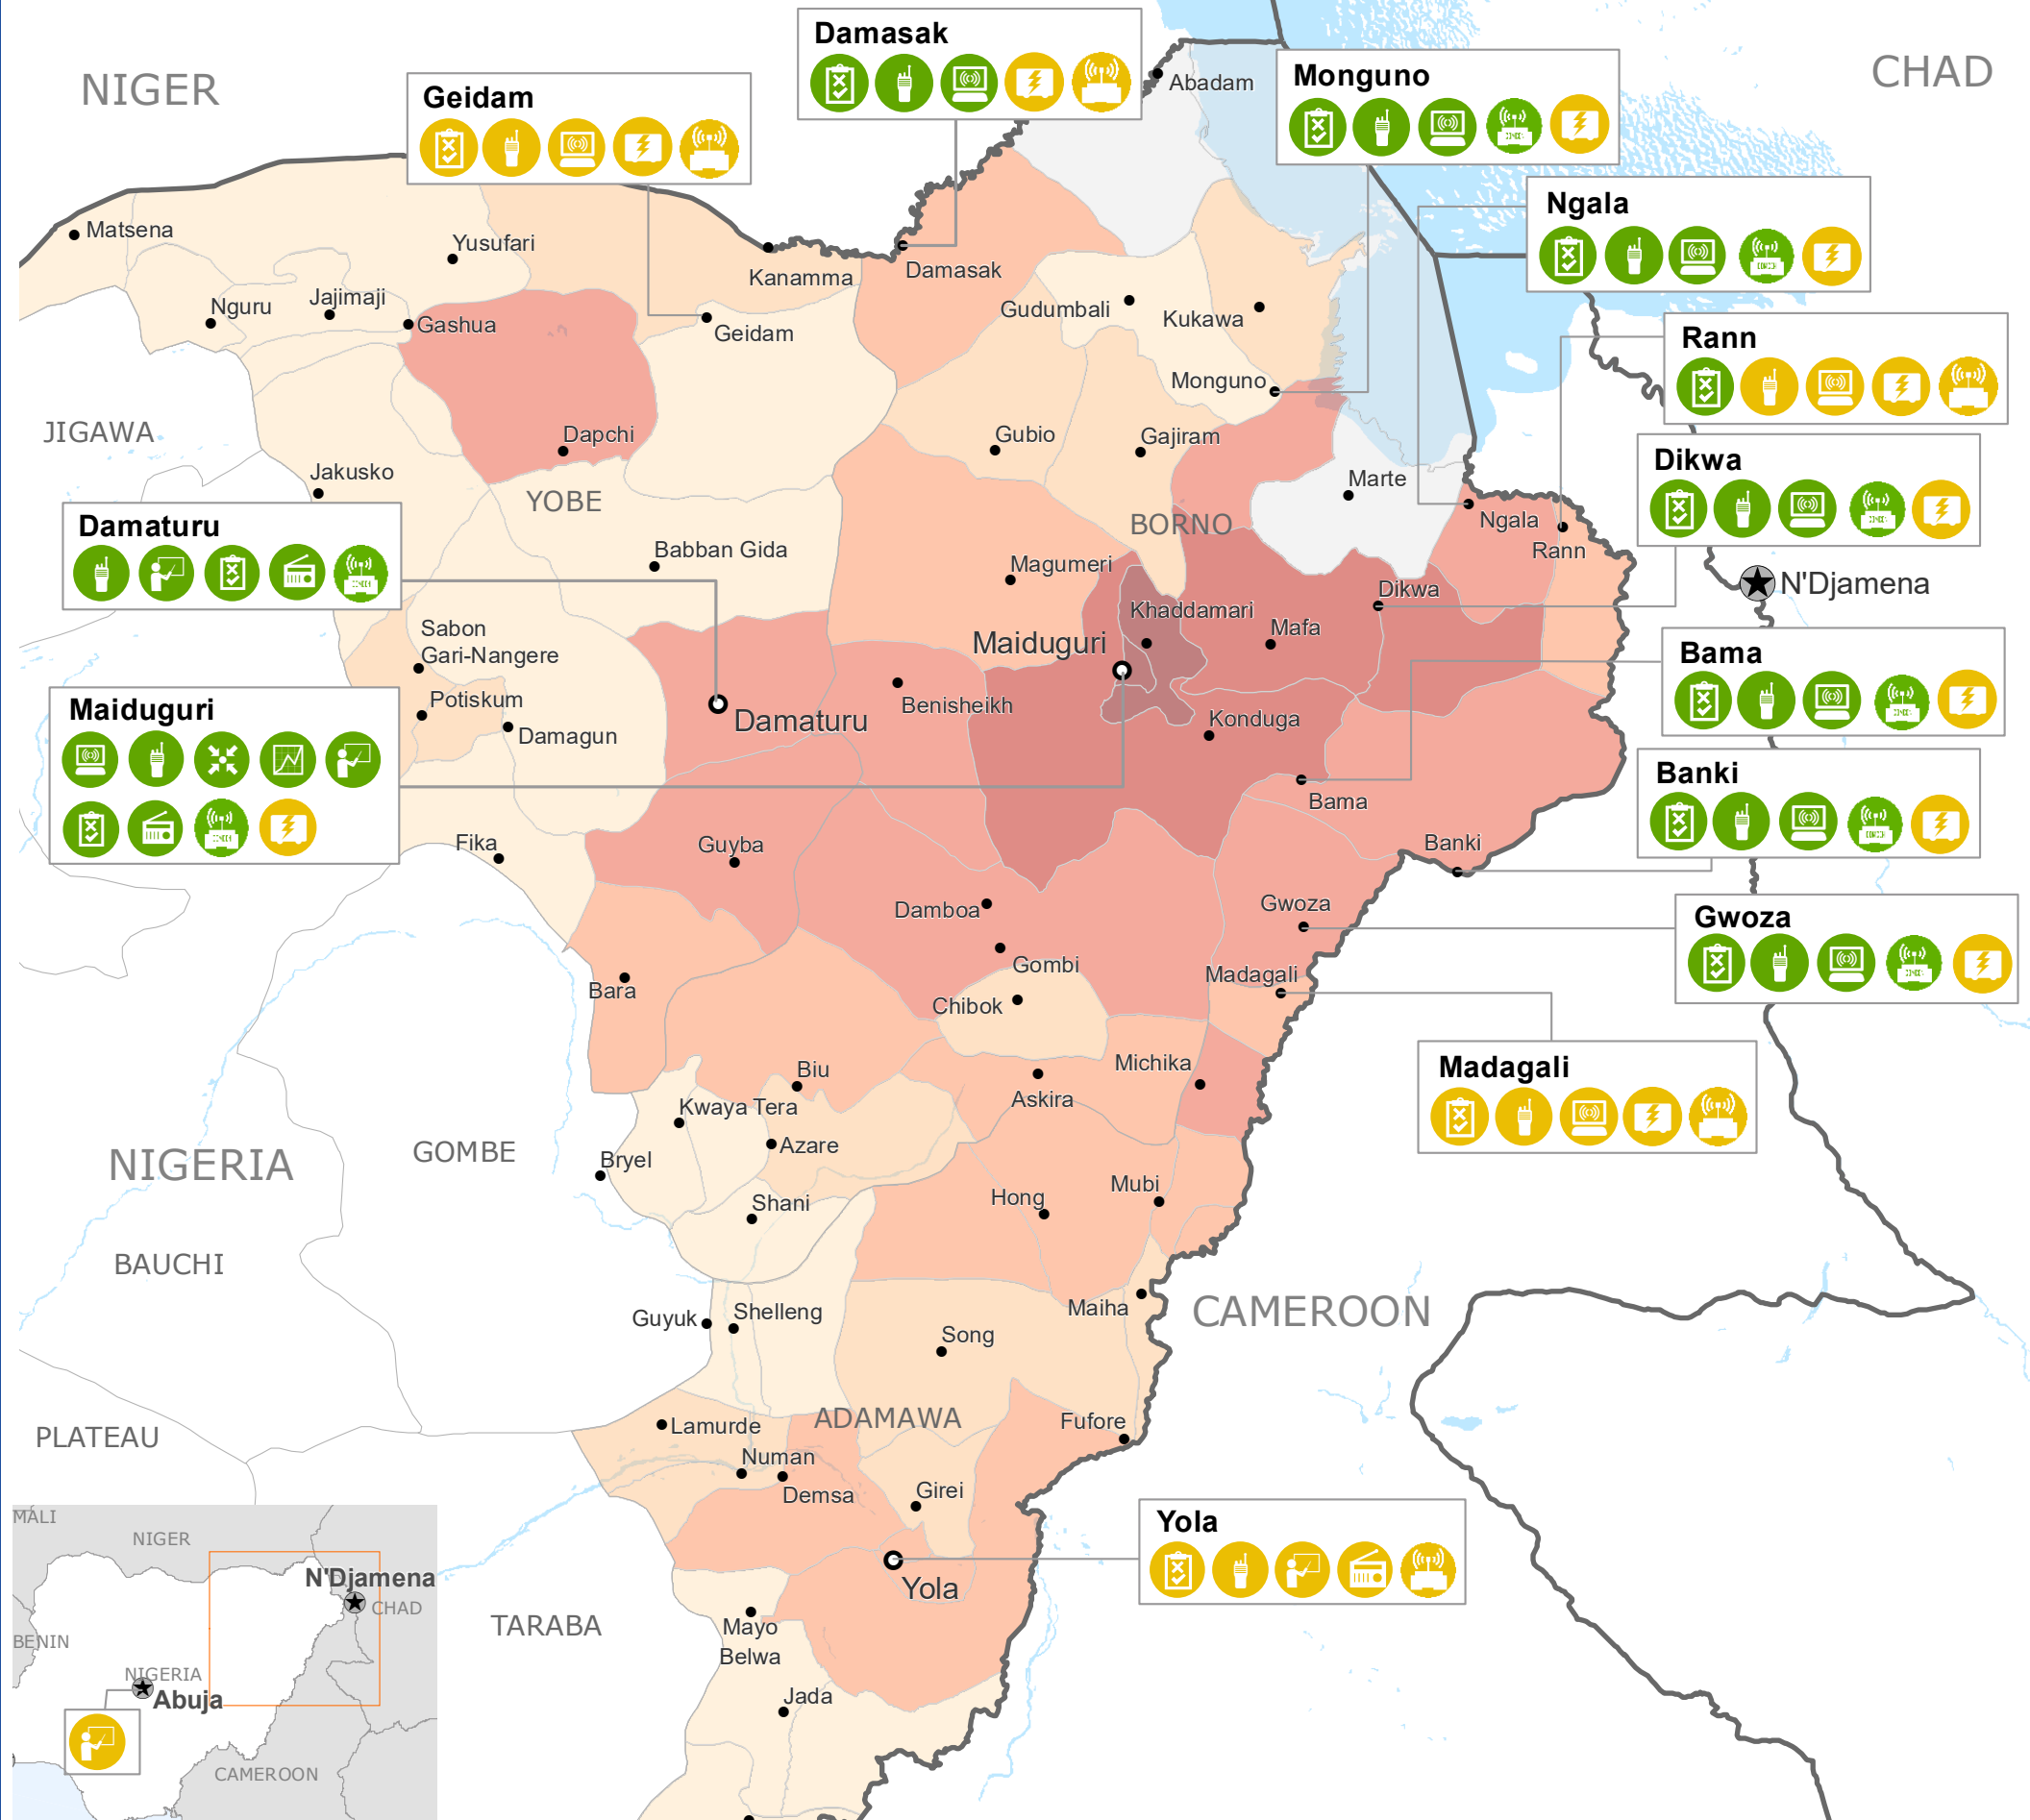 Damasak
NIGER
Geidam
Abadam
Monguno
CHAD
Ngala
Matsena
Yusufari
Kanamma
Damasak
Nguru
Jajimaji
Gashua
Geidam
Gudumbali
Kukawa
Rann
Monguno
JIGAWA
Dapchi
Gubio
Gajiram
Dikwa
Jakusko
YOBE
Marte
BORNO
Ngala
Rann
Damaturu
Babban Gida
Magumeri
Dikwa
N'Djamena
Khaddamari
Mafa
Sabon
Gari-Nangere
Maiduguri
Bama
Potiskum
Maiduguri
Damagun
Damaturu
Benisheikh
Konduga
Banki
Bama
Fika
Guyba
Banki
Damboa
Gwoza
Gwoza
Gombi
Madagali
Bara
Chibok
Madagali
Biu
Askira
Michika
Kwaya Tera
Azare
NIGERIA
GOMBE
Bryel
Shani
Hong
Mubi
BAUCHI
Guyuk
Shelleng
Maiha
CAMEROON
Song
PLATEAU
Lamurde
ADAMAWA
Fufore
Numan
Demsa
Girei
Yola
Yola
MALI
NIGER
N'Djamena
CHAD
BENIN
NIGERIA
Abuja
CAMEROON
TARABA
Mayo
Belwa
Jada